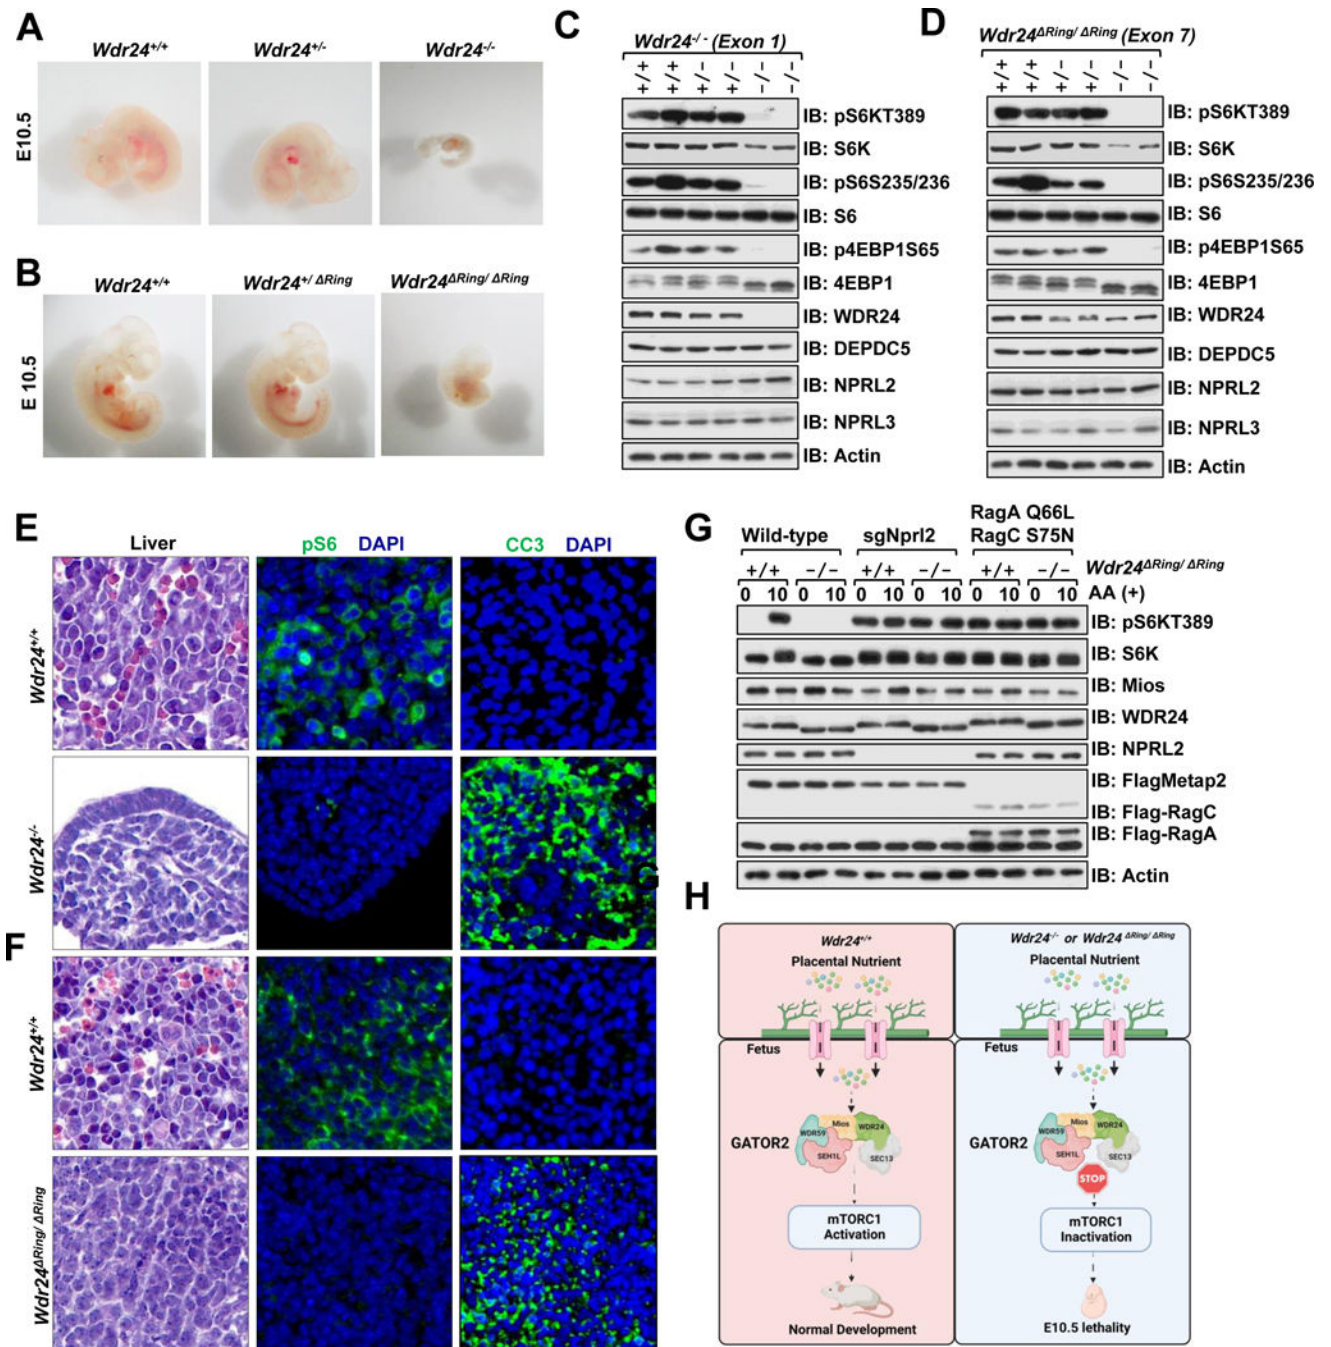 A
Wdr24+/+
Wdr24+/-
Wdr24-/-
E10.5
B
Wdr24+/+
Wdr24+/ ΔRing
Wdr24ΔRing/ ΔRing
E 10.5
C
Wdr24-/- (Exon 1)
+/+ +/+ +/- +/- -/- -/-
IB: pS6KT389
IB: S6K
IB: pS6S235/236
IB: S6
IB: p4EBP1S65
IB: 4EBP1
IB: WDR24
IB: DEPDC5
IB: NPRL2
IB: NPRL3
IB: Actin
D
Wdr24ΔRing/ ΔRing (Exon 7)
+/+ +/+ +/- +/- -/- -/-
IB: pS6KT389
IB: S6K
IB: pS6S235/236
IB: S6
IB: p4EBP1S65
IB: 4EBP1
IB: WDR24
IB: DEPDC5
IB: NPRL2
IB: NPRL3
IB: Actin
E
Liver
pS6 DAPI
CC3 DAPI
Wdr24+/+
Wdr24-/-
G
F
Wdr24+/+
Wdr24ΔRing/ ΔRing
G
Wild-type sgNprl2 RagA Q66L
RagC S75N
+/+ -/- +/+ -/- +/+ -/- Wdr24ΔRing/ ΔRing
0 10 0 10 0 10 0 10 0 10 0 10 AA (+)
IB: pS6KT389
IB: S6K
IB: Mios
IB: WDR24
IB: NPRL2
IB: FlagMetap2
IB: Flag-RagC
IB: Flag-RagA
IB: Actin
H
Wdr24+/+
Placental Nutrient
Fetus
GATOR2
WDR59
Mios
WDR24
SEH1L
SEC13
mTORC1
Activation
Normal Development
Wdr24-/- or Wdr24 ΔRing/ ΔRing
Placental Nutrient
Fetus
GATOR2
WDR59
Mios
WDR24
SEH1L
SEC13
STOP
mTORC1
Inactivation
E10.5 lethality